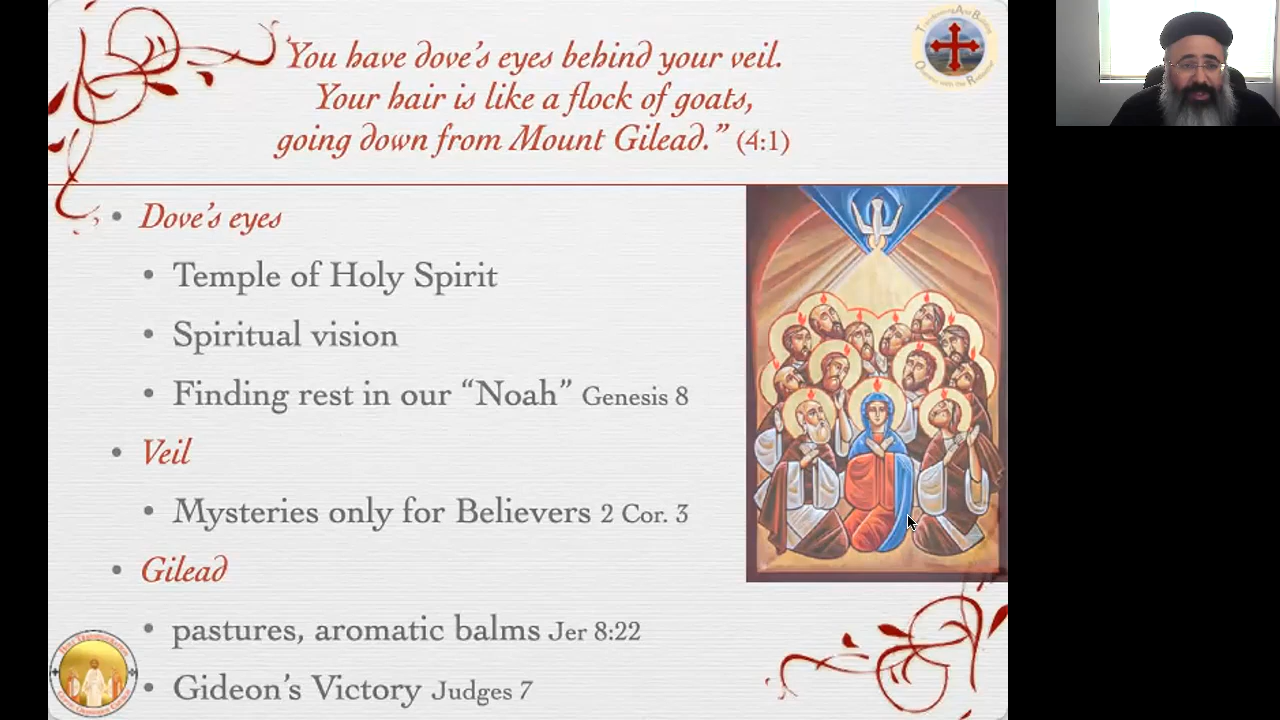 You have dove's eyes behind your veil.
Your hair is like a flock of goats,
going down from Mount Gilead.” (4:1)
• Dove's eyes
• Temple of Holy Spirit
• Spiritual vision
• Finding rest in our “Noah” Genesis 8
• Veil
• Mysteries only for Believers 2 Cor. 3
• Gilead
• pastures, aromatic balms Jer 8:22
• Gideon's Victory Judges 7